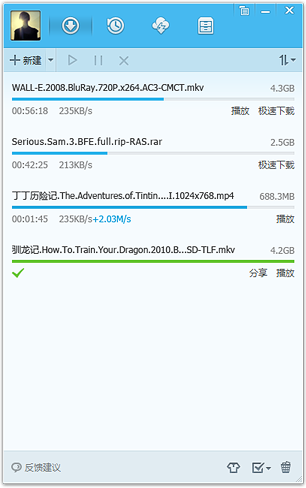 新建
WALL-E.2008.BluRay.720P.x264.AC3-CMCT.mkv 4.3GB
00:56:18 235KB/s 播放 极速下载
Serious.Sam.3.BFE.full.rip-RAS.rar 2.5GB
00:42:25 213KB/s 极速下载
丁丁历险记.The.Adventures.of.Tintin....I.1024x768.mp4 688.3MB
00:01:45 235KB/s+2.03M/s 播放
驯龙记.How.To.Train.Your.Dragon.2010.B...SD-TLF.mkv 4.2GB
分享 播放
反馈建议